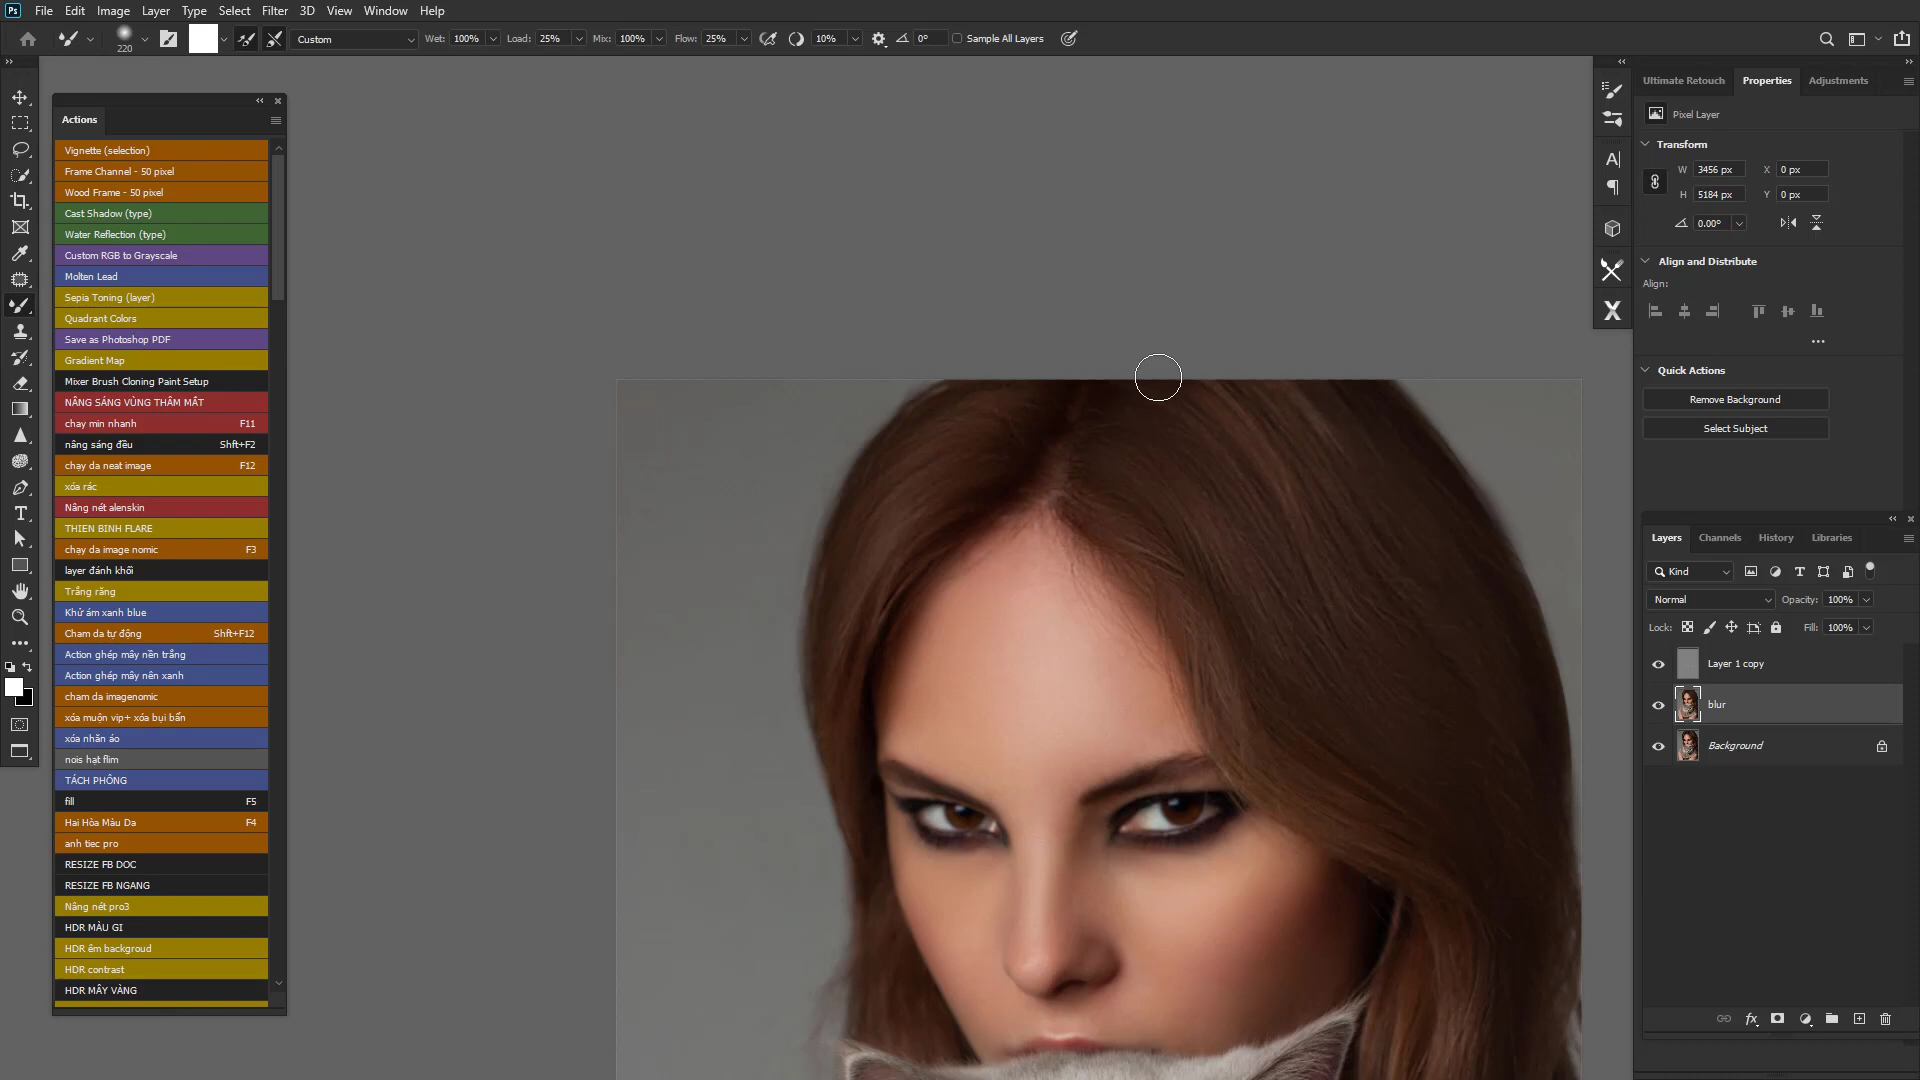 Ps File Edit Image Layer Type Select Filter 3D View Window Help
220 Custom Wet: 100% Load: 25% Mix: 100% Flow: 25% 10% 0° Sample All Layers
Actions
Vignette (selection)
Frame Channel - 50 pixel
Wood Frame - 50 pixel
Cast Shadow (type)
Water Reflection (type)
Custom RGB to Grayscale
Molten Lead
Sepia Toning (layer)
Quadrant Colors
Save as Photoshop PDF
Gradient Map
Mixer Brush Cloning Paint Setup
NÂNG SÁNG VÙNG THÂM MẮT
chay min nhanh F11
nâng sáng đều Shft+F2
chạy da neat image F12
xóa rác
Nâng nét alenskin
THIEN BINH FLARE
chạy da image nomic F3
layer đánh khối
Trắng răng
Khử ám xanh blue
Cham da tự động Shft+F12
Action ghép mây nền trắng
Action ghép mây nên xanh
cham da imagenomic
xóa muộn vip+ xóa bụi bẩn
xóa nhăn áo
nois hạt flim
TÁCH PHÔNG
fill F5
Hai Hòa Màu Da F4
anh tiec pro
RESIZE FB DOC
RESIZE FB NGANG
Nâng nét pro3
HDR MÀU GI
HDR êm backgroud
HDR contrast
HDR MÂY VÀNG
Ultimate Retouch Properties Adjustments
Pixel Layer
Transform
W 3456 px X 0 px
H 5184 px Y 0 px
0.00°
Align and Distribute
Align:
Quick Actions
Remove Background
Select Subject
Layers Channels History Libraries
Kind
Normal Opacity: 100%
Lock: Fill: 100%
Layer 1 copy
blur
Background